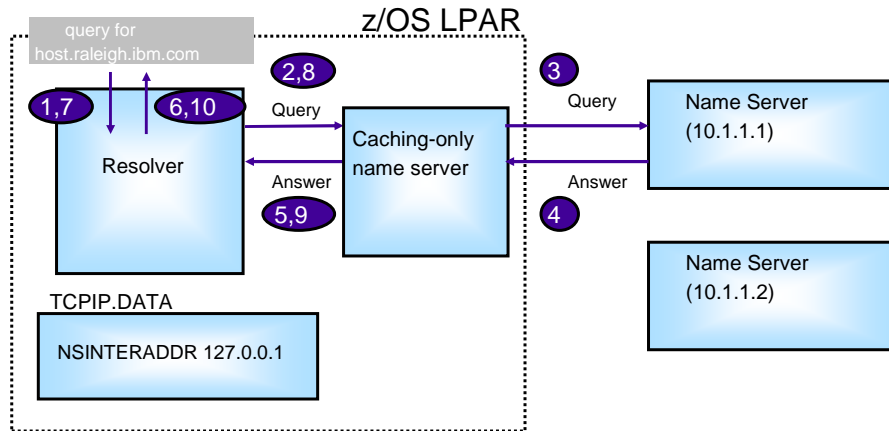 z/OS LPAR
query for
host.raleigh.ibm.com
1,7
6,10
2,8
3
Query
Query
Resolver
Caching-only
name server
Name Server
(10.1.1.1)
Answer
Answer
5,9
4
Name Server
(10.1.1.2)
TCPIP.DATA
NSINTERADDR 127.0.0.1